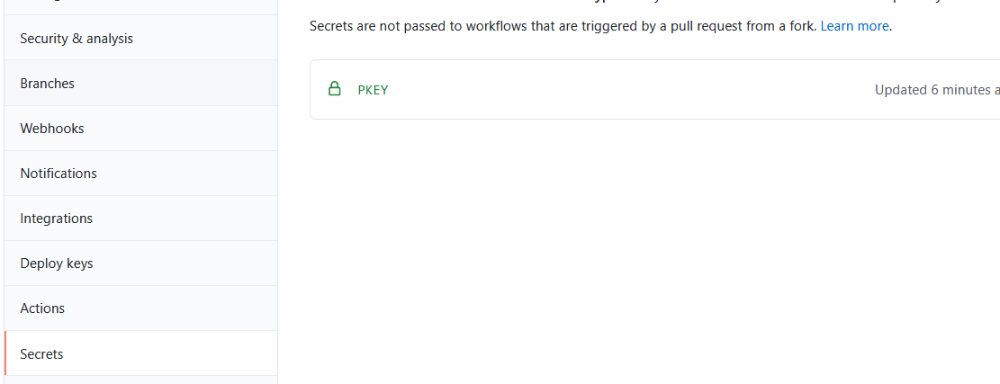 Security & analysis
Branches
Webhooks
Notifications
Integrations
Deploy keys
Actions
Secrets
Secrets are not passed to workflows that are triggered by a pull request from a fork. Learn more.
PKEY
Updated 6 minutes a